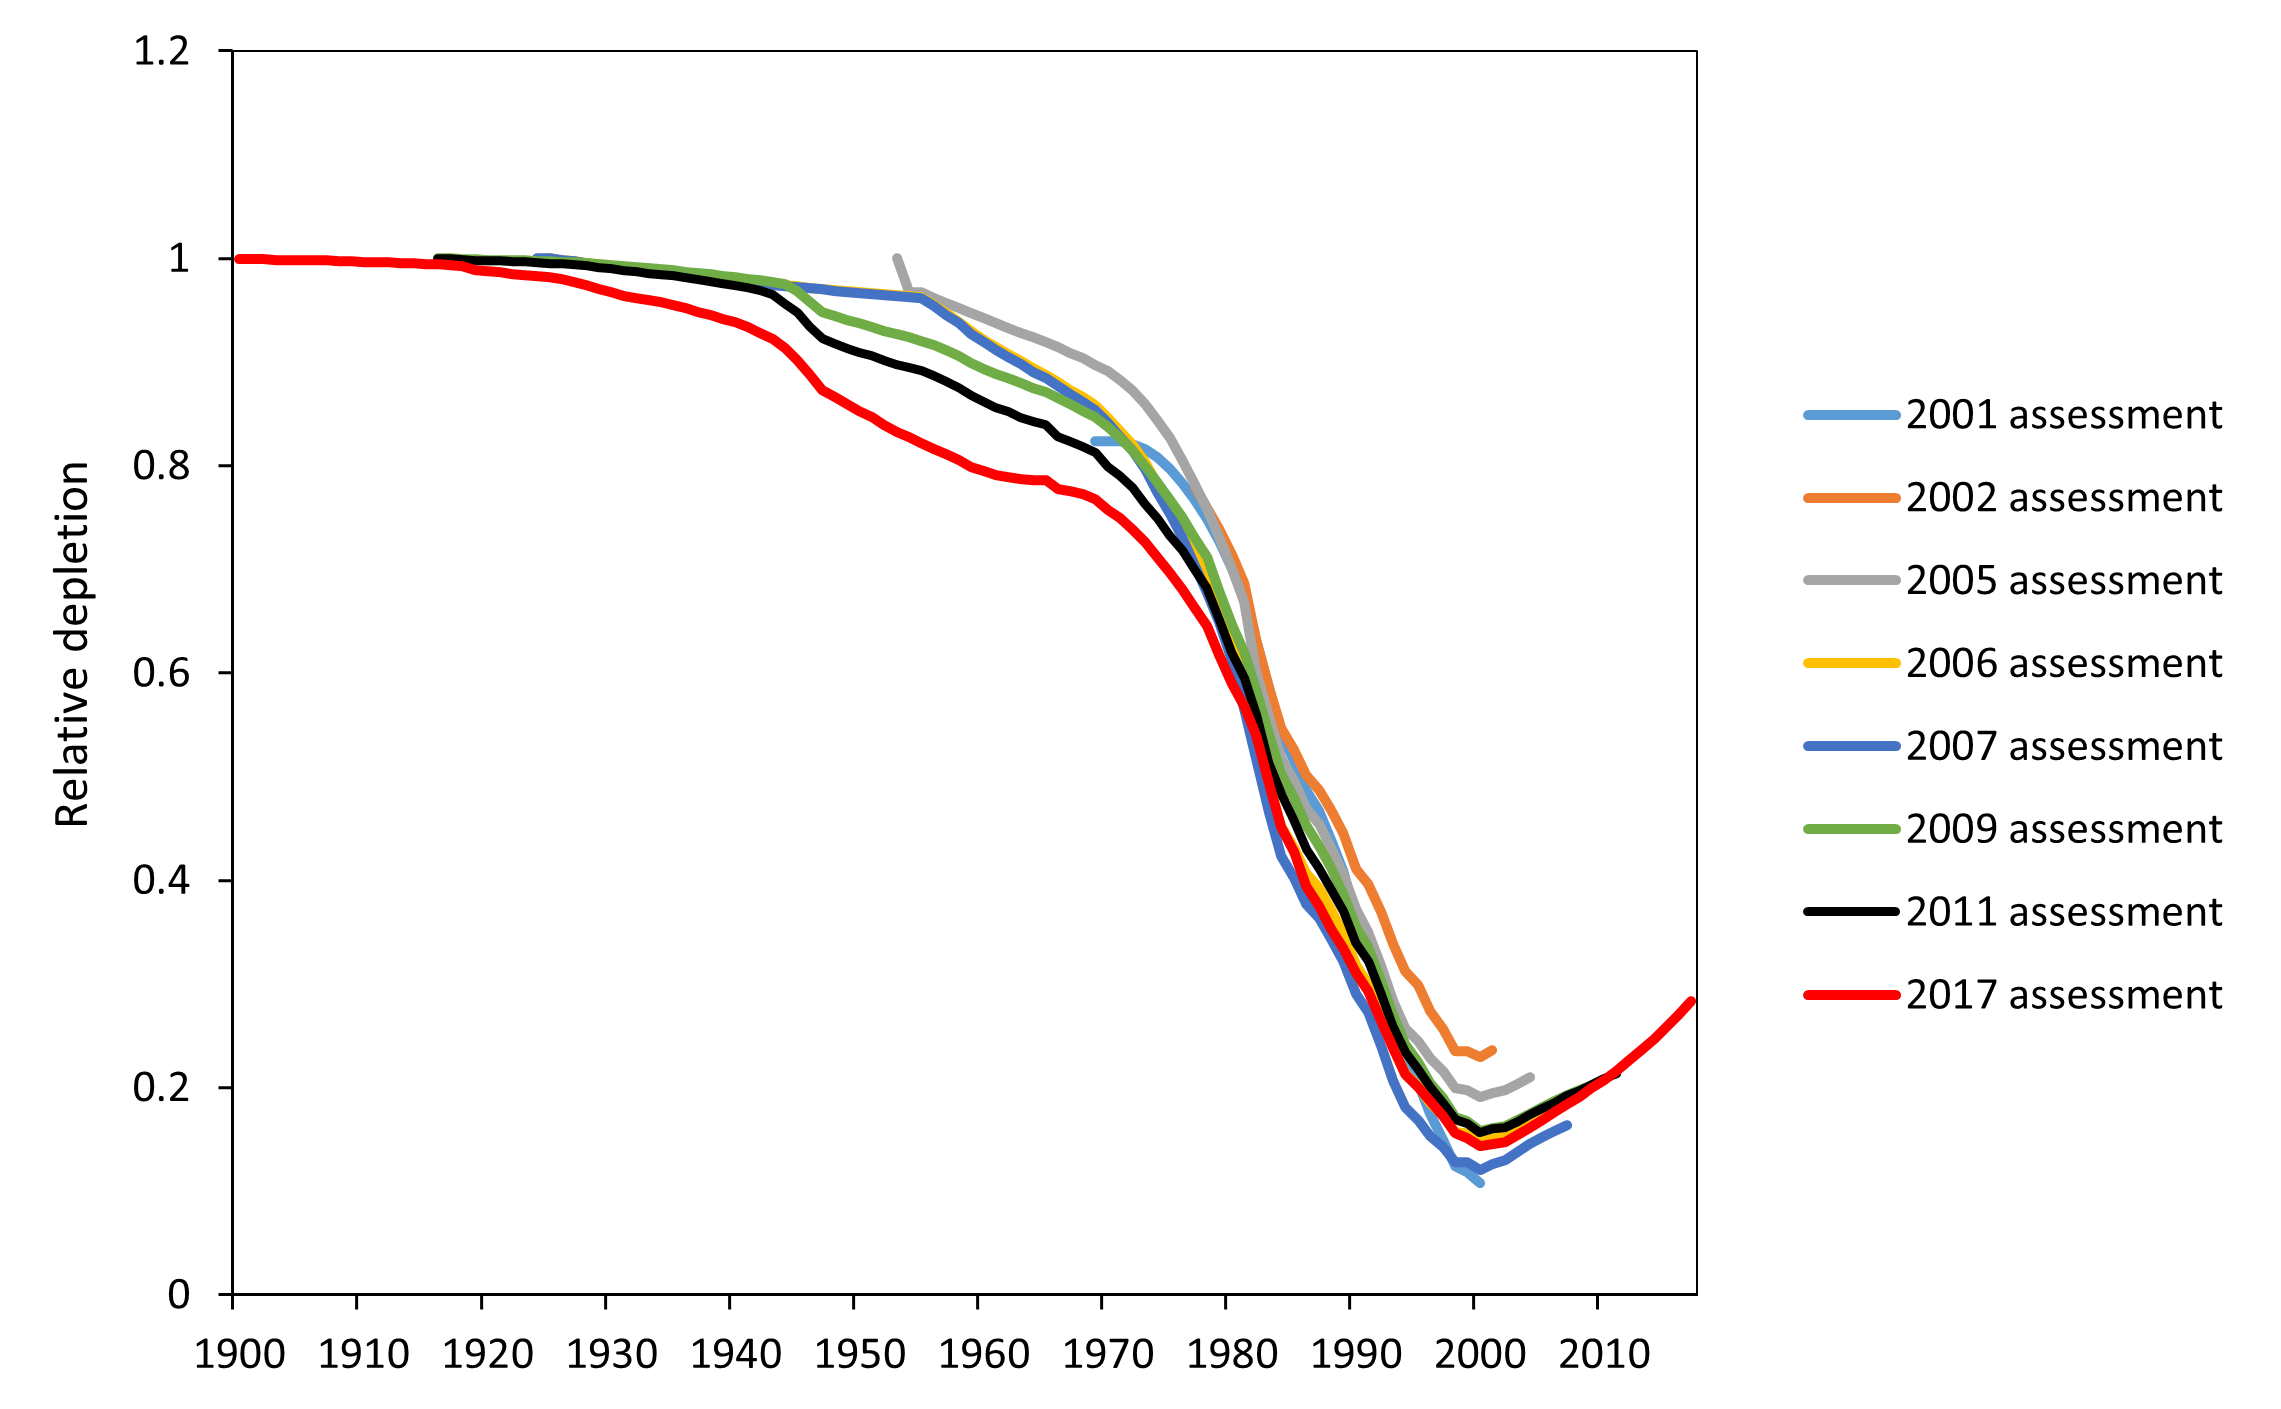 Relative depletion
1.2
1
0.8
0.6
0.4
0.2
0
1900 1910 1920 1930 1940 1950 1960 1970 1980 1990 2000 2010
2001 assessment
2002 assessment
2005 assessment
2006 assessment
2007 assessment
2009 assessment
2011 assessment
2017 assessment